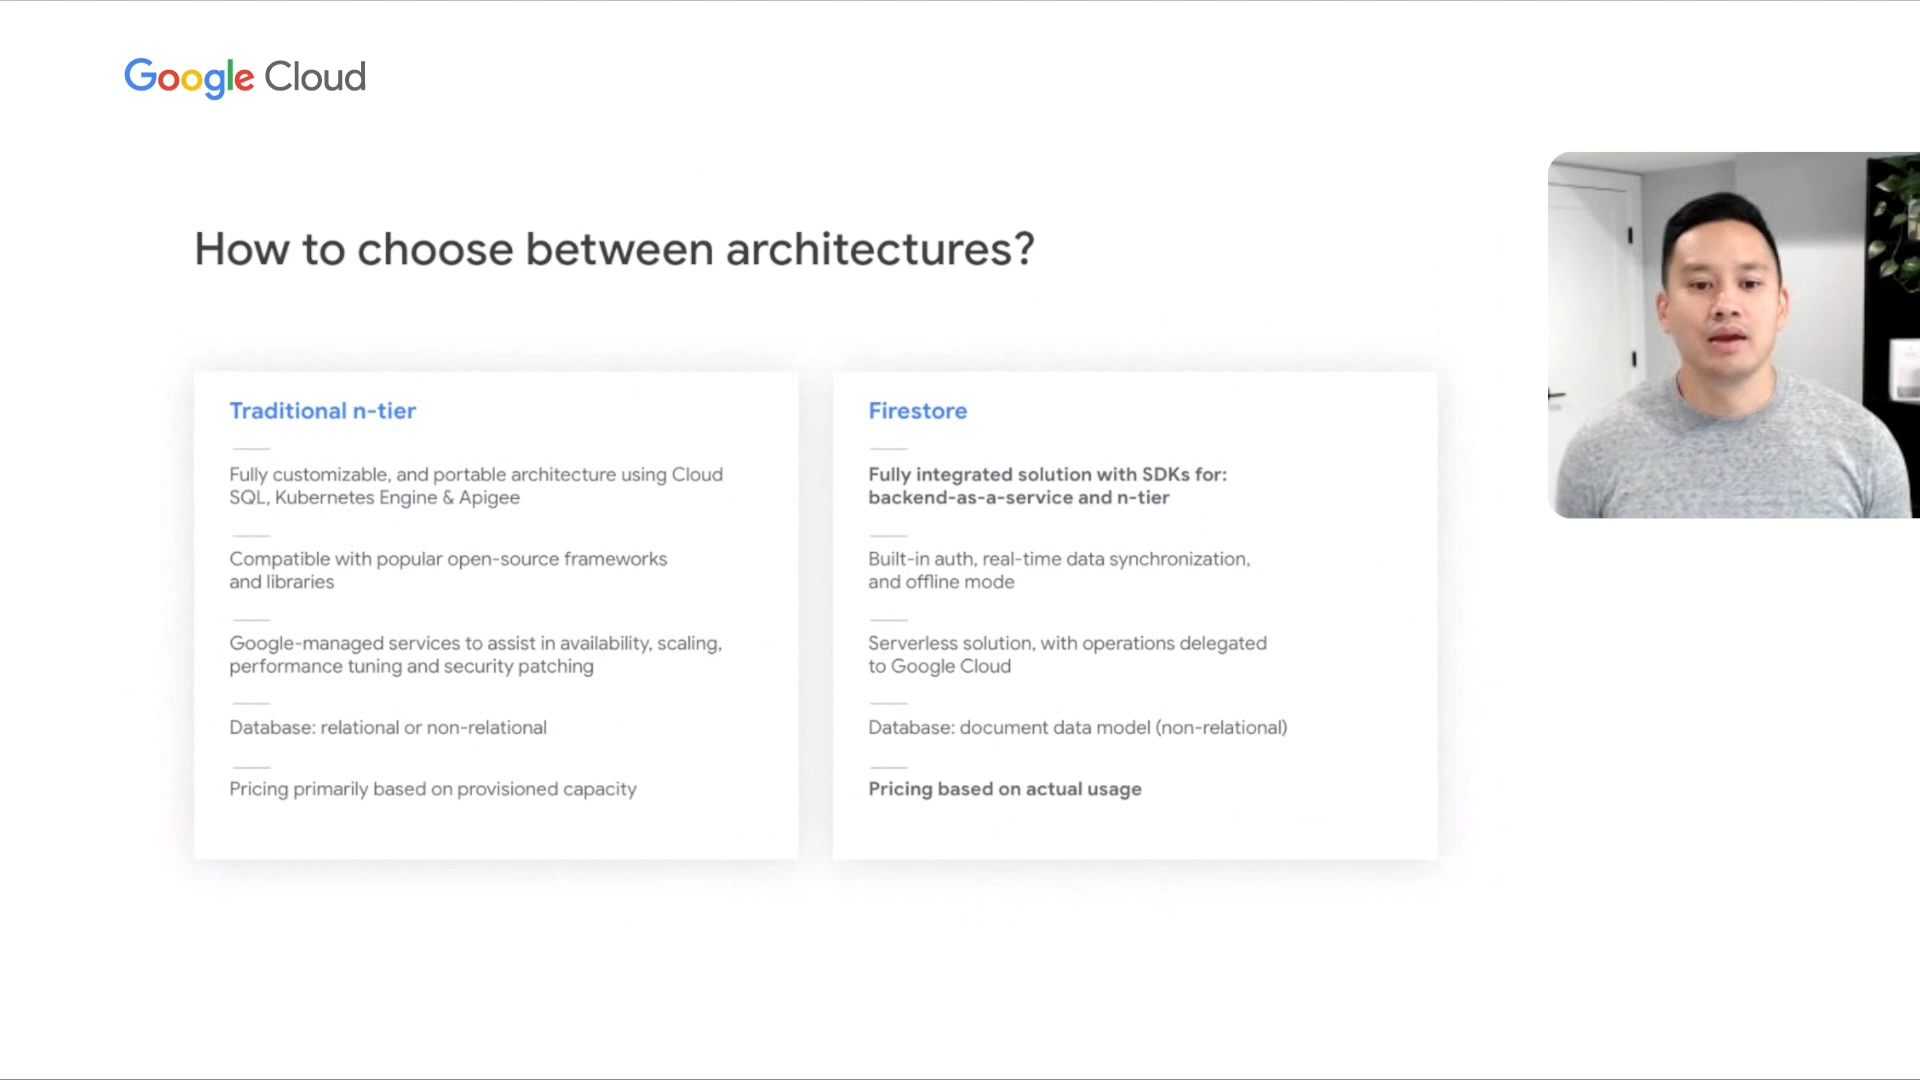 Google Cloud
How to choose between architectures?
Traditional n-tier
Fully customizable, and portable architecture using Cloud
SQL, Kubernetes Engine & Apigee
Compatible with popular open-source frameworks
and libraries
Google-managed services to assist in availability, scaling,
performance tuning and security patching
Database: relational or non-relational
Pricing primarily based on provisioned capacity
Firestore
Fully integrated solution with SDKs for:
backend-as-a-service and n-tier
Built-in auth, real-time data synchronization,
and offline mode
Serverless solution, with operations delegated
to Google Cloud
Database: document data model (non-relational)
Pricing based on actual usage